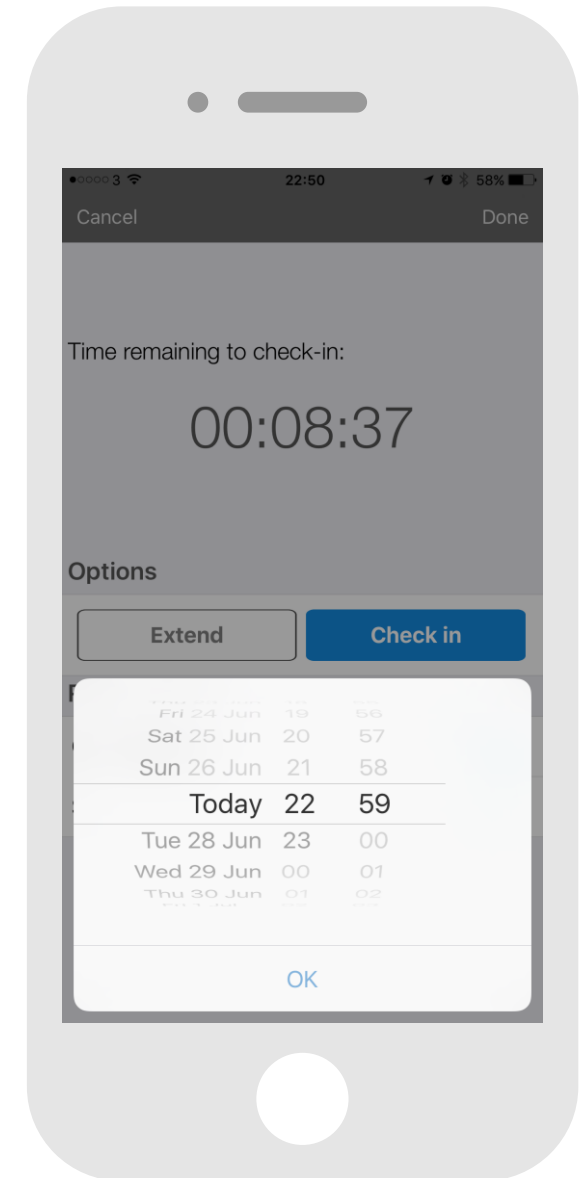 3 22:50 58%
Cancel Done
Time remaining to check-in:
00:08:37
Options
Extend Check in
Fri 24 Jun 19 56
Sat 25 Jun 20 57
Sun 26 Jun 21 58
Today 22 59
Tue 28 Jun 23 00
Wed 29 Jun 00 01
Thu 30 Jun 01 02
OK